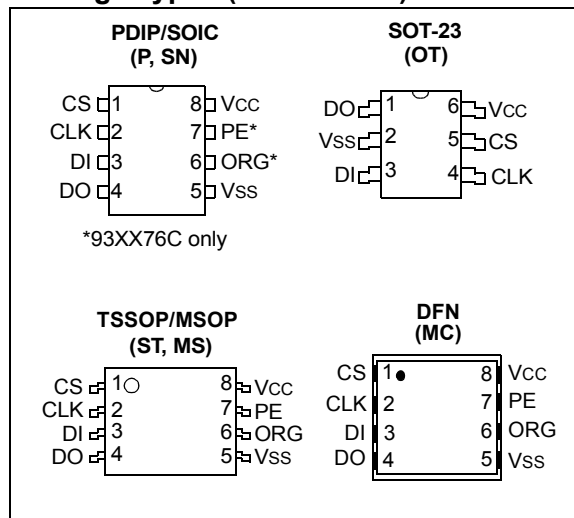 PDIP/SOIC
(P, SN)
CS 1 8 VCC
CLK 2 7 PE*
DI 3 6 ORG*
DO 4 5 VSS
*93XX76C only
SOT-23
(OT)
DO 1 6 VCC
VSS 2 5 CS
DI 3 4 CLK
TSSOP/MSOP
(ST, MS)
CS 1 8 VCC
CLK 2 7 PE
DI 3 6 ORG
DO 4 5 VSS
DFN
(MC)
CS 1 8 VCC
CLK 2 7 PE
DI 3 6 ORG
DO 4 5 VSS